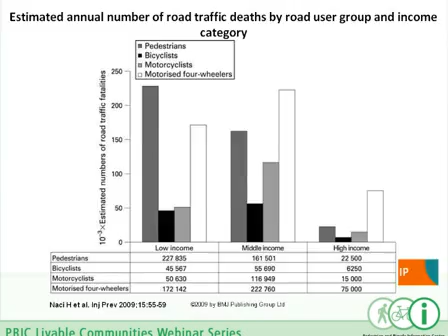 Estimated annual number of road traffic deaths by road user group and income
category
Pedestrians
Bicyclists
Motorcyclists
Motorised four-wheelers
10⁻³×Estimated numbers of road traffic fatalities
250
200
150
100
50
0
Low income Middle income High income
Pedestrians 227 835 161 501 22 500
Bicyclists 45 567 55 690 6250
Motorcyclists 50 630 116 949 15 000
Motorised four-wheelers 172 142 222 760 75 000
IP
Naci H et al. Inj Prev 2009;15:55-59 ©2009 by BMJ Publishing Group Ltd
i
PBIC Livable Communities Webinar Series